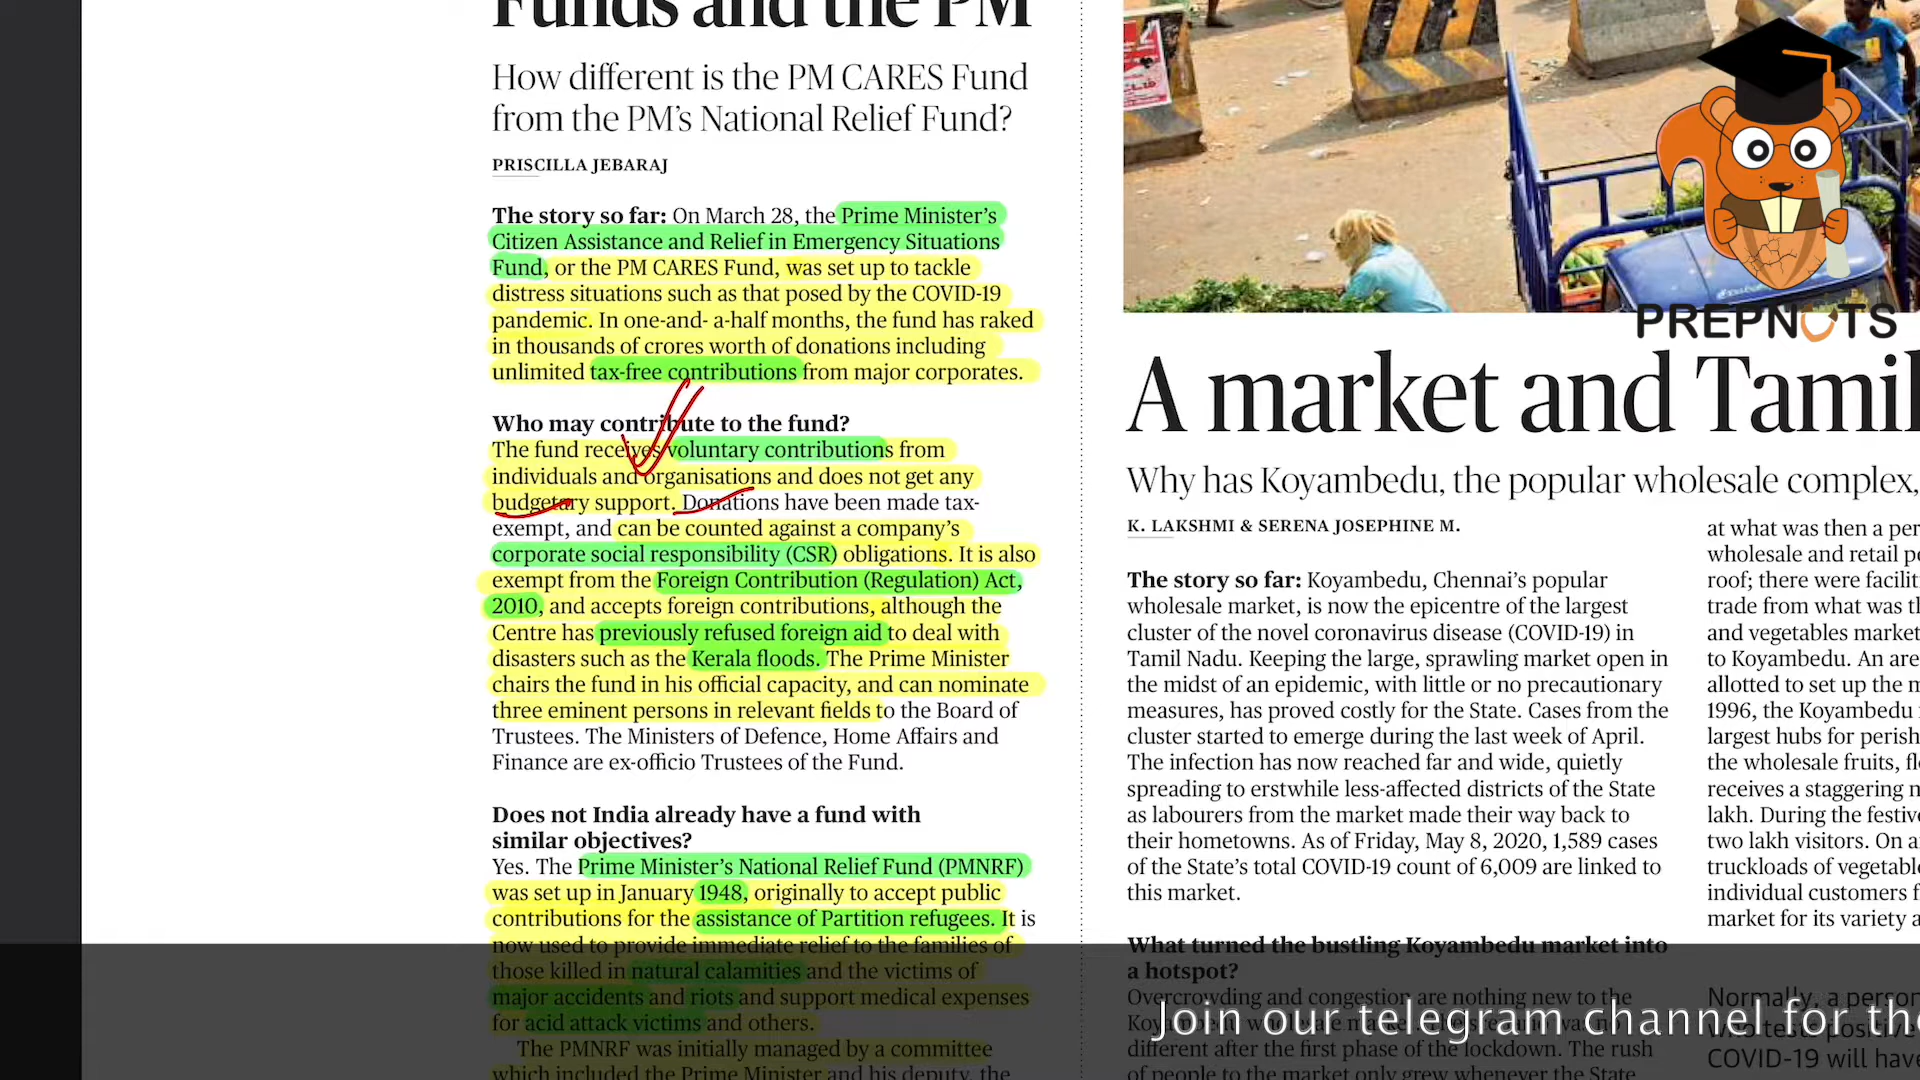 Funds and the PM
How different is the PM CARES Fund
from the PM’s National Relief Fund?
PRISCILLA JEBARAJ
The story so far: On March 28, the Prime Minister’s
Citizen Assistance and Relief in Emergency Situations
Fund, or the PM CARES Fund, was set up to tackle
distress situations such as that posed by the COVID-19
pandemic. In one-and- a-half months, the fund has raked
in thousands of crores worth of donations including
unlimited tax-free contributions from major corporates.
Who may contribute to the fund?
The fund receives voluntary contributions from
individuals and organisations and does not get any
budgetary support. Donations have been made tax-
exempt, and can be counted against a company’s
corporate social responsibility (CSR) obligations. It is also
exempt from the Foreign Contribution (Regulation) Act,
2010, and accepts foreign contributions, although the
Centre has previously refused foreign aid to deal with
disasters such as the Kerala floods. The Prime Minister
chairs the fund in his official capacity, and can nominate
three eminent persons in relevant fields to the Board of
Trustees. The Ministers of Defence, Home Affairs and
Finance are ex-officio Trustees of the Fund.
Does not India already have a fund with
similar objectives?
Yes. The Prime Minister’s National Relief Fund (PMNRF)
was set up in January 1948, originally to accept public
contributions for the assistance of Partition refugees. It is
now used to provide immediate relief to the families of
those killed in natural calamities and the victims of
major accidents and riots and support medical expenses
for acid attack victims and others.
The PMNRF was initially managed by a committee
which included the Prime Minister and his deputy, the
PREPNUTS
A market and Tamil
Why has Koyambedu, the popular wholesale complex,
K. LAKSHMI & SERENA JOSEPHINE M.
The story so far: Koyambedu, Chennai’s popular
wholesale market, is now the epicentre of the largest
cluster of the novel coronavirus disease (COVID-19) in
Tamil Nadu. Keeping the large, sprawling market open in
the midst of an epidemic, with little or no precautionary
measures, has proved costly for the State. Cases from the
cluster started to emerge during the last week of April.
The infection has now reached far and wide, quietly
spreading to erstwhile less-affected districts of the State
as labourers from the market made their way back to
their hometowns. As of Friday, May 8, 2020, 1,589 cases
of the State’s total COVID-19 count of 6,009 are linked to
this market.
What turned the bustling Koyambedu market into
a hotspot?
Overcrowding and congestion are nothing new to the
different after the first phase of the lockdown. The rush
of people to the market only grew whenever the State
at what was then a
wholesale and retail
roof; there were
trade from what was
and vegetables market
to Koyambedu. An
allotted to set up the
1996, the Koyambedu
largest hubs for
the wholesale fruits,
receives a staggering
lakh. During the
two lakh visitors. On
truckloads of
individual customers
market for its variety
Normally, a
who tests positive
COVID-19 will
Join our telegram channel for